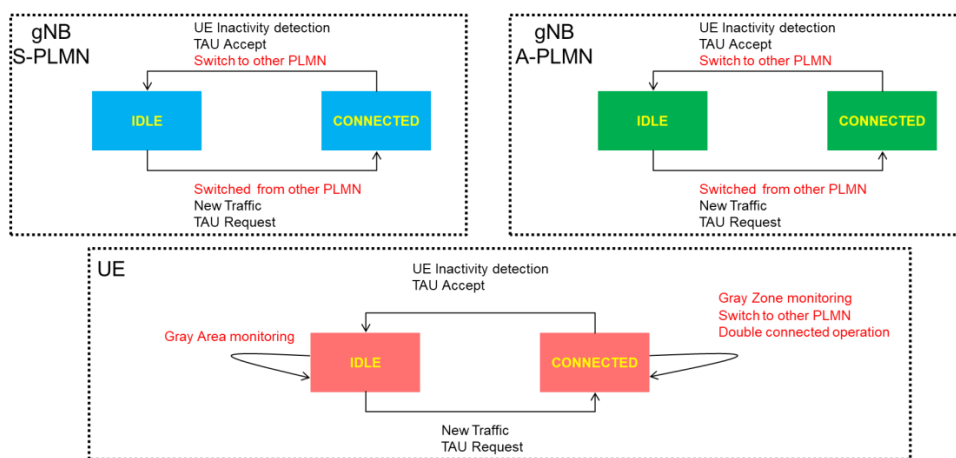 gNB
S-PLMN
UE Inactivity detection
TAU Accept
Switch to other PLMN
IDLE
CONNECTED
Switched from other PLMN
New Traffic
TAU Request
gNB
A-PLMN
UE Inactivity detection
TAU Accept
Switch to other PLMN
IDLE
CONNECTED
Switched from other PLMN
New Traffic
TAU Request
UE
UE Inactivity detection
TAU Accept
Gray Area monitoring
IDLE
CONNECTED
Gray Zone monitoring
Switch to other PLMN
Double connected operation
New Traffic
TAU Request